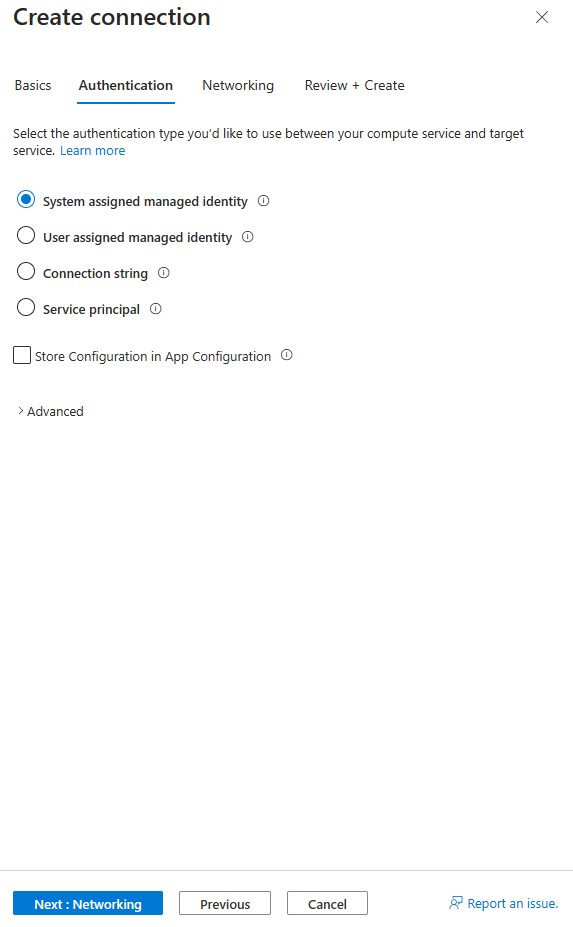 Create connection
Basics
Authentication
Networking
Review + Create
Select the authentication type you'd like to use between your compute service and target
service. Learn more
System assigned managed identity
User assigned managed identity
Connection string
Service principal
Store Configuration in App Configuration
Advanced
Next : Networking
Previous
Cancel
Report an issue.